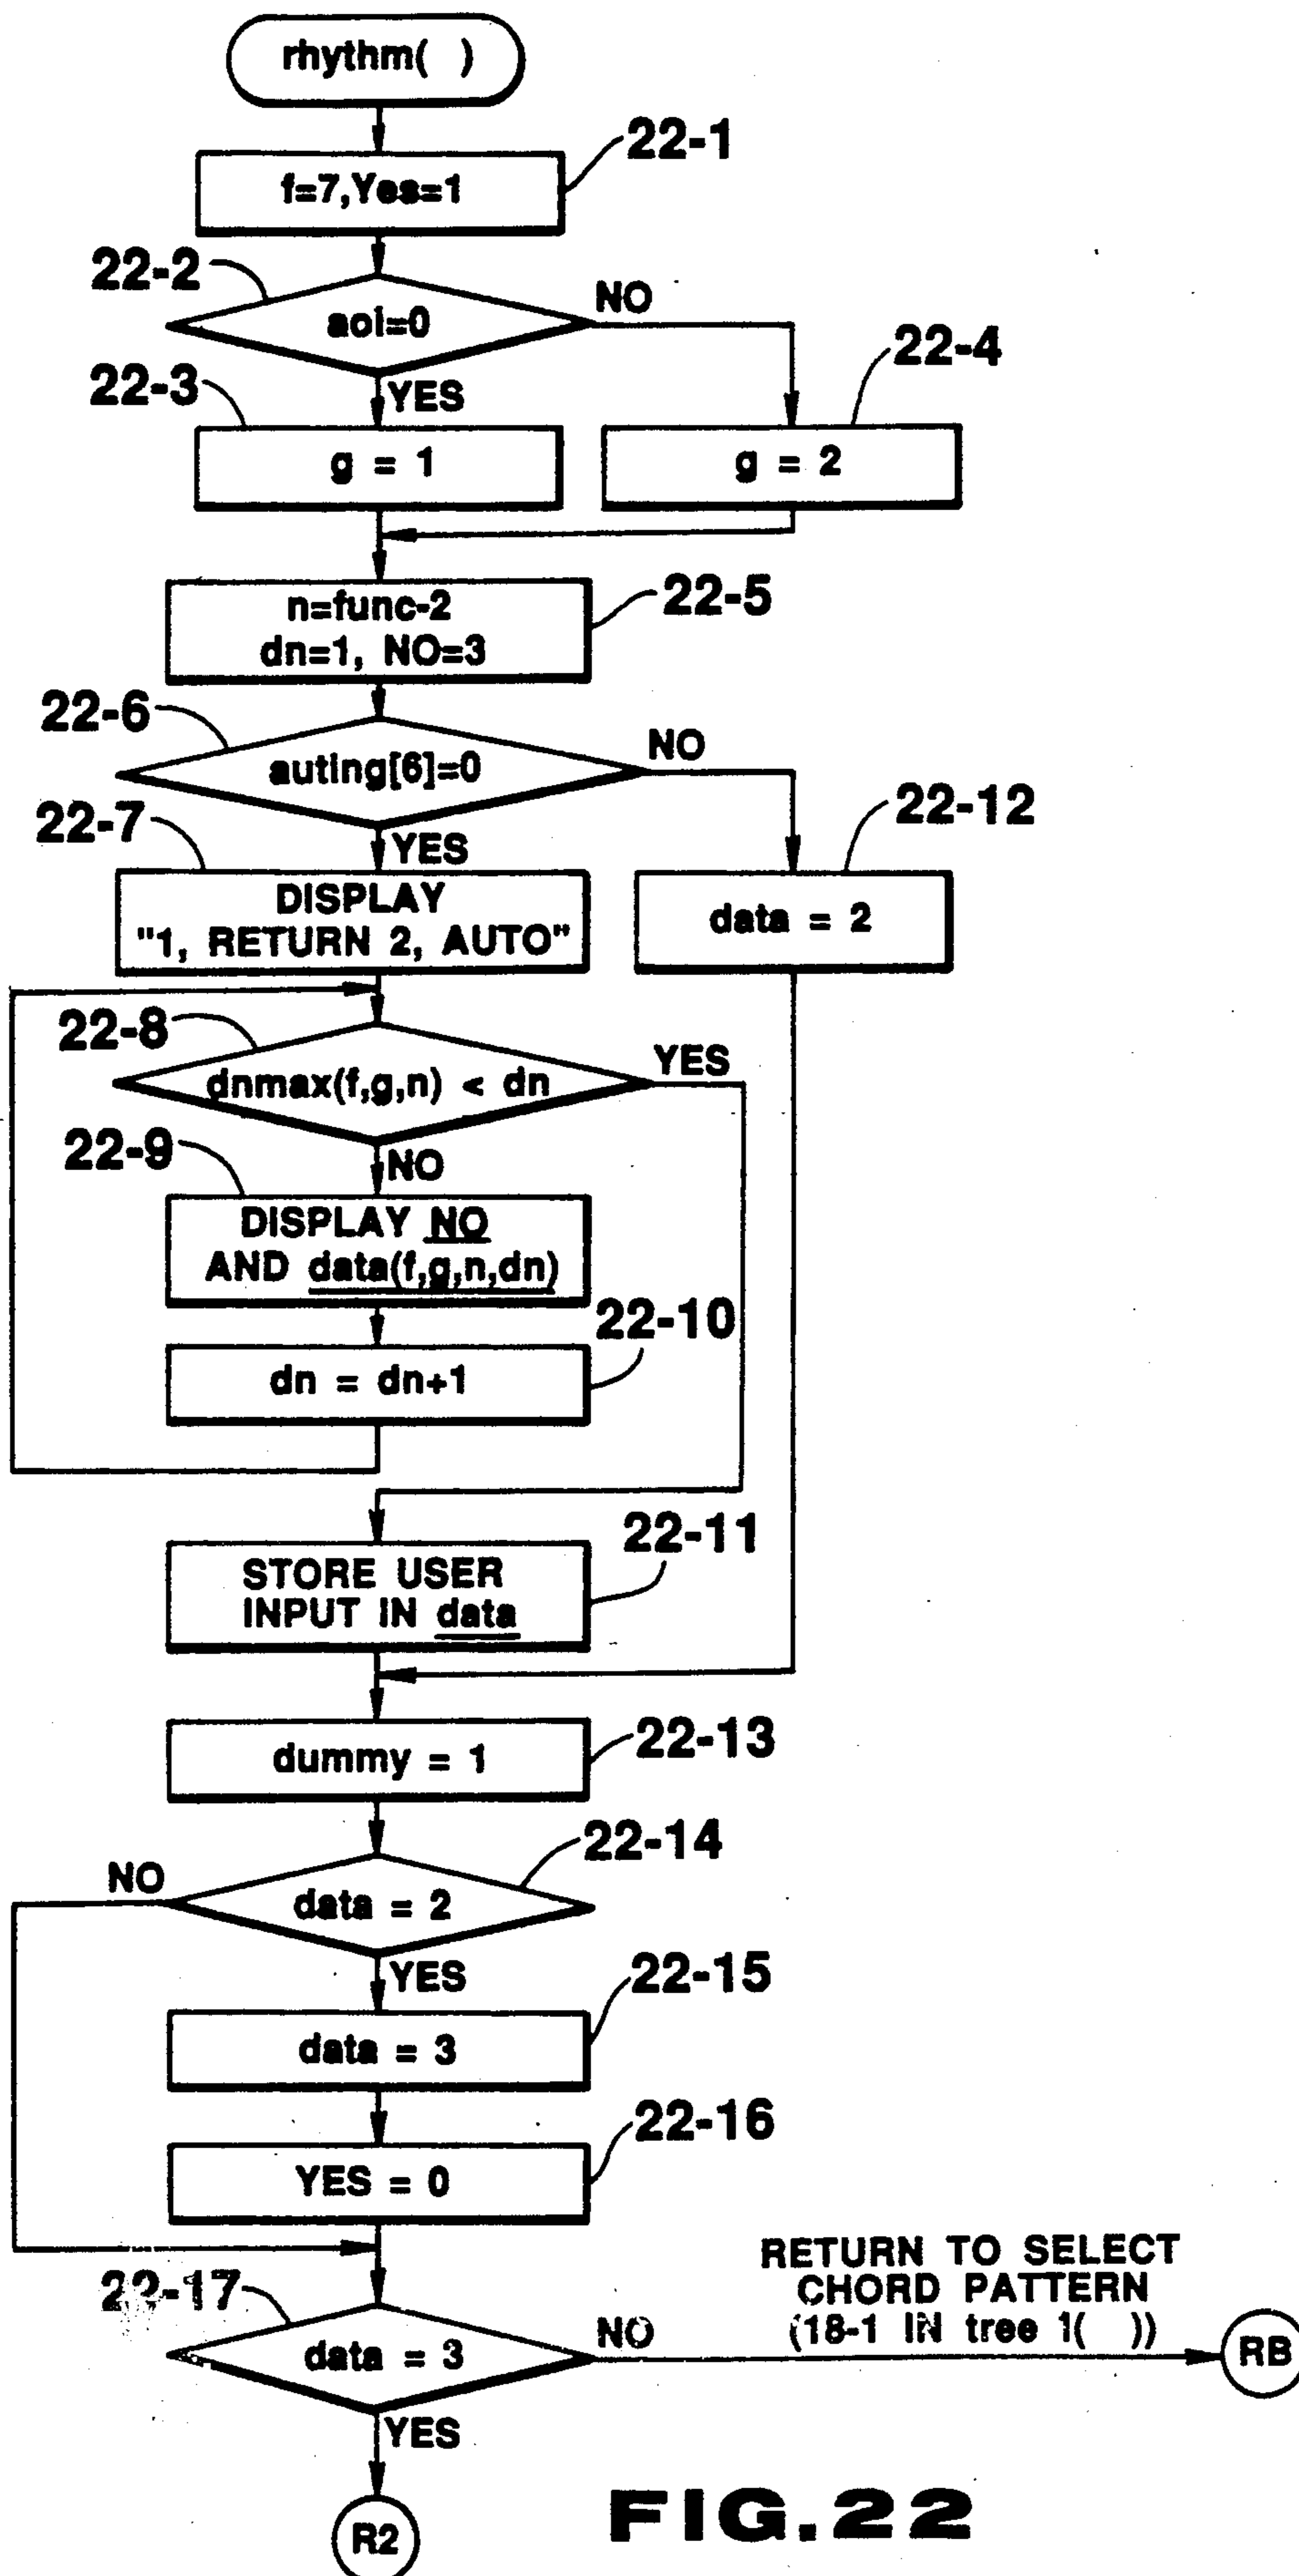 rhythm( )
22-1
f=7,Yes=1
22-2
aoi=0
NO
22-4
22-3
YES
g = 1
g = 2
22-5
n=func-2
dn=1, NO=3
22-6
auting[6]=0
NO
22-12
22-7
YES
DISPLAY
"1, RETURN 2, AUTO"
data = 2
22-8
YES
dnmax(f,g,n) < dn
22-9
NO
DISPLAY NO
AND data(f,g,n,dn)
22-10
dn = dn+1
22-11
STORE USER
INPUT IN data
22-13
dummy = 1
22-14
NO
data = 2
YES
22-15
data = 3
22-16
YES = 0
RETURN TO SELECT
CHORD PATTERN
(18-1 IN tree 1( ))
22-17
NO
data = 3
RB
YES
R2
FIG.22